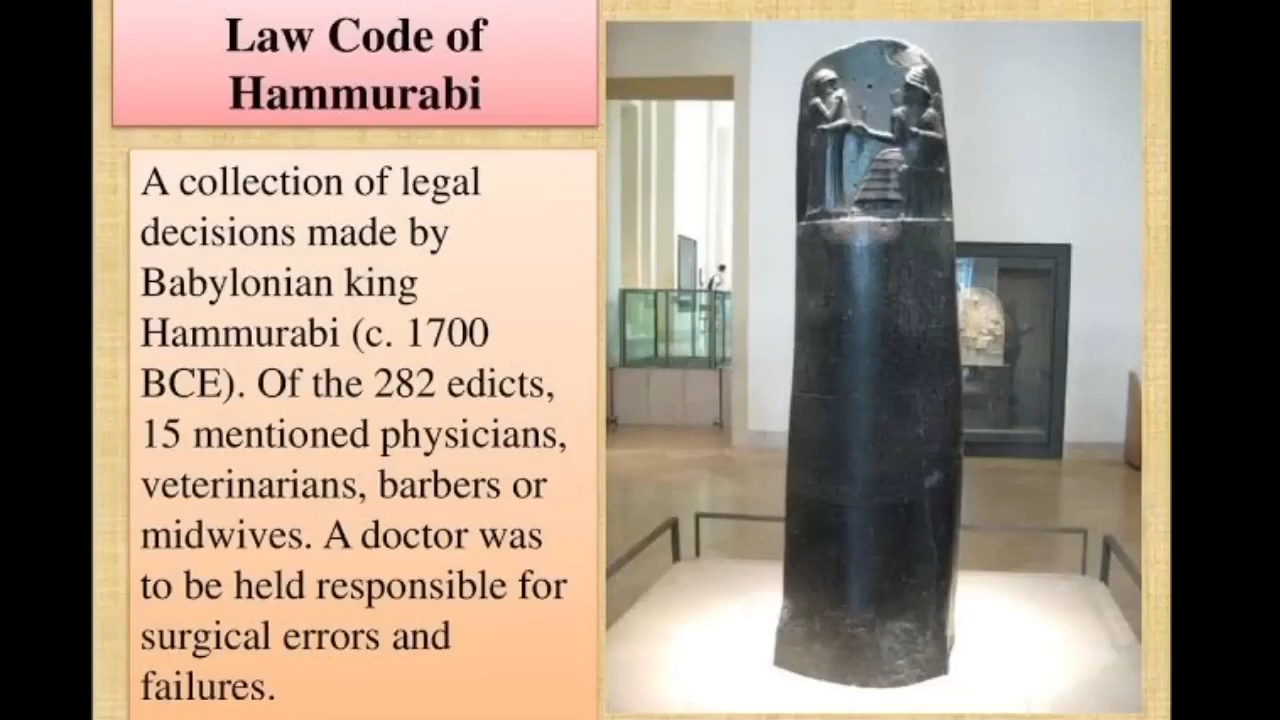 Law Code of
Hammurabi
A collection of legal
decisions made by
Babylonian king
Hammurabi (c. 1700
BCE). Of the 282 edicts,
15 mentioned physicians,
veterinarians, barbers or
midwives. A doctor was
to be held responsible for
surgical errors and
failures.